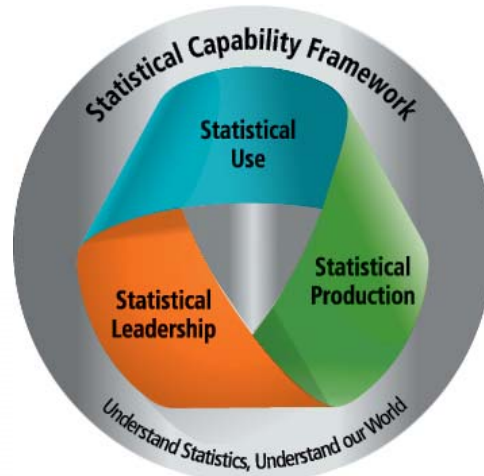 Statistical Capability Framework
Statistical
Use
Statistical
Production
Statistical
Leadership
Understand Statistics, Understand our World